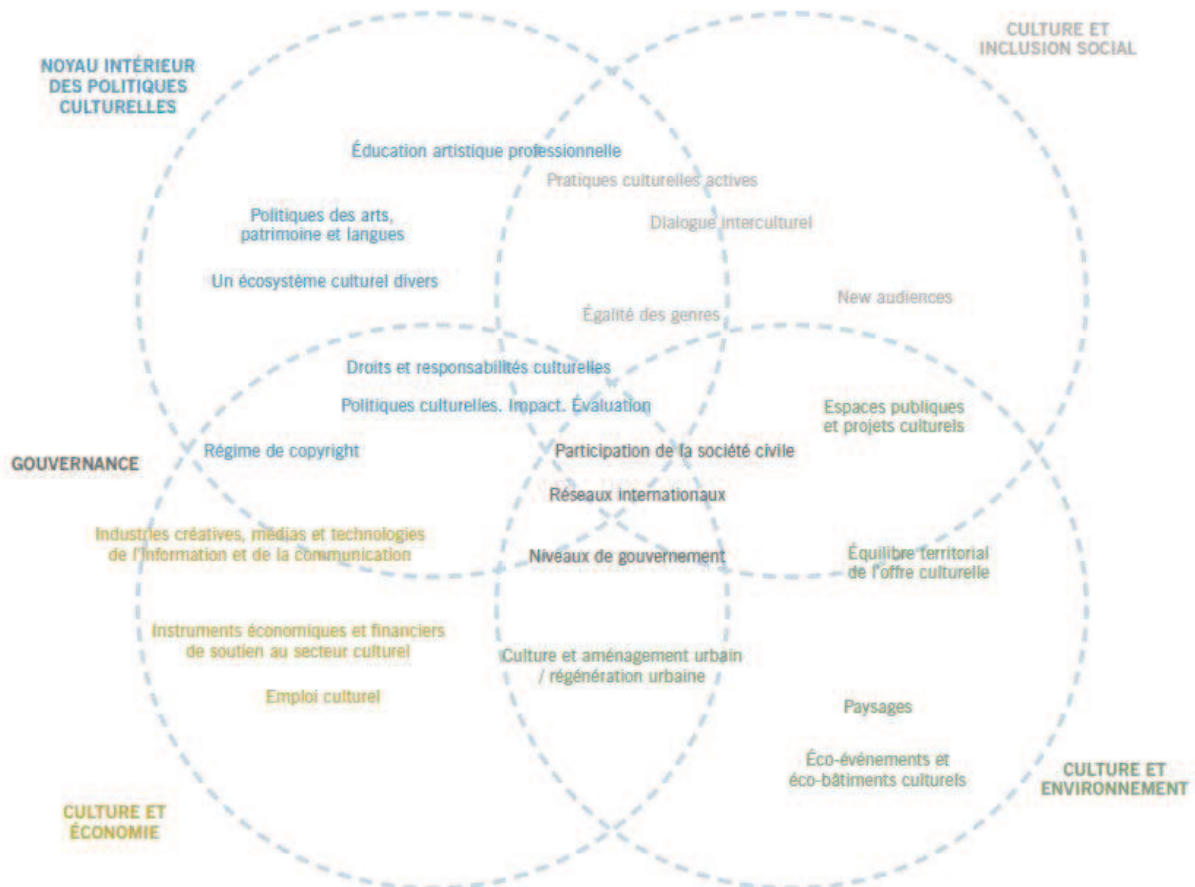 CULTURE ET
INCLUSION SOCIAL
NOYAU INTÉRIEUR
DES POLITIQUES
CULTURELLES
Éducation artistique professionnelle
Pratiques culturelles actives
Politiques des arts,
patrimoine et langues
Dialogue interculturel
Un écosystème culturel divers
New audiences
Égalité des genres
Droits et responsabilités culturelles
Politiques culturelles. Impact. Évaluation
Espaces publiques
et projets culturels
GOUVERNANCE
Régime de copyright
Participation de la société civile
Réseaux internationaux
Industries créatives, médias et technologies
de l'information et de la communication
Niveaux de gouvernement
Équilibre territorial
de l'offre culturelle
Instruments économiques et financiers
de soutien au secteur culturel
Culture et aménagement urbain
/ régénération urbaine
Emploi culturel
Paysages
Éco-événements et
éco-bâtiments culturels
CULTURE ET
ENVIRONNEMENT
CULTURE ET
ÉCONOMIE